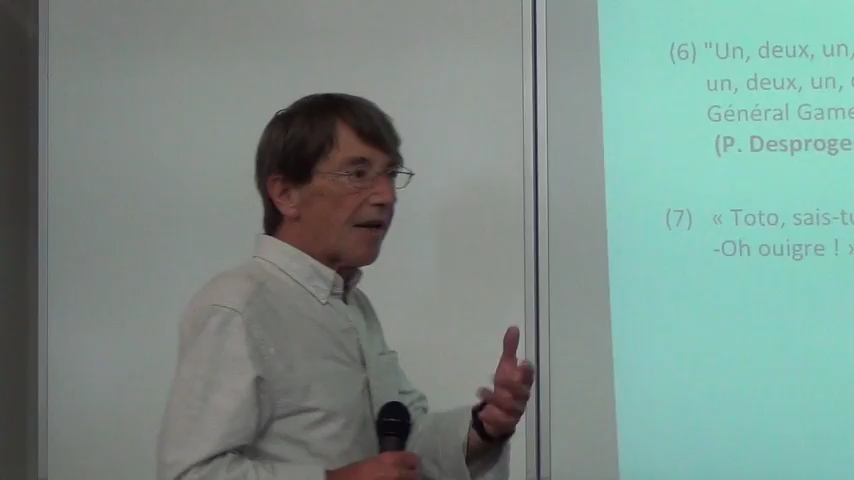 (6) "Un, deux, un,
un, deux, un,
Général Game
(P. Desproge
(7) « Toto, sais-tu
-Oh ouigre ! »